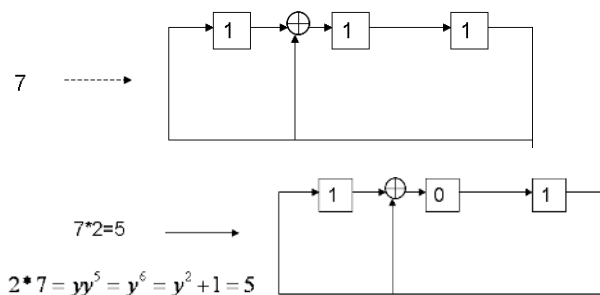 1 ⊕ 1 1
7
1 ⊕ 0 1
7*2=5
2*7 = yy⁵ = y⁶ = y² + 1 = 5